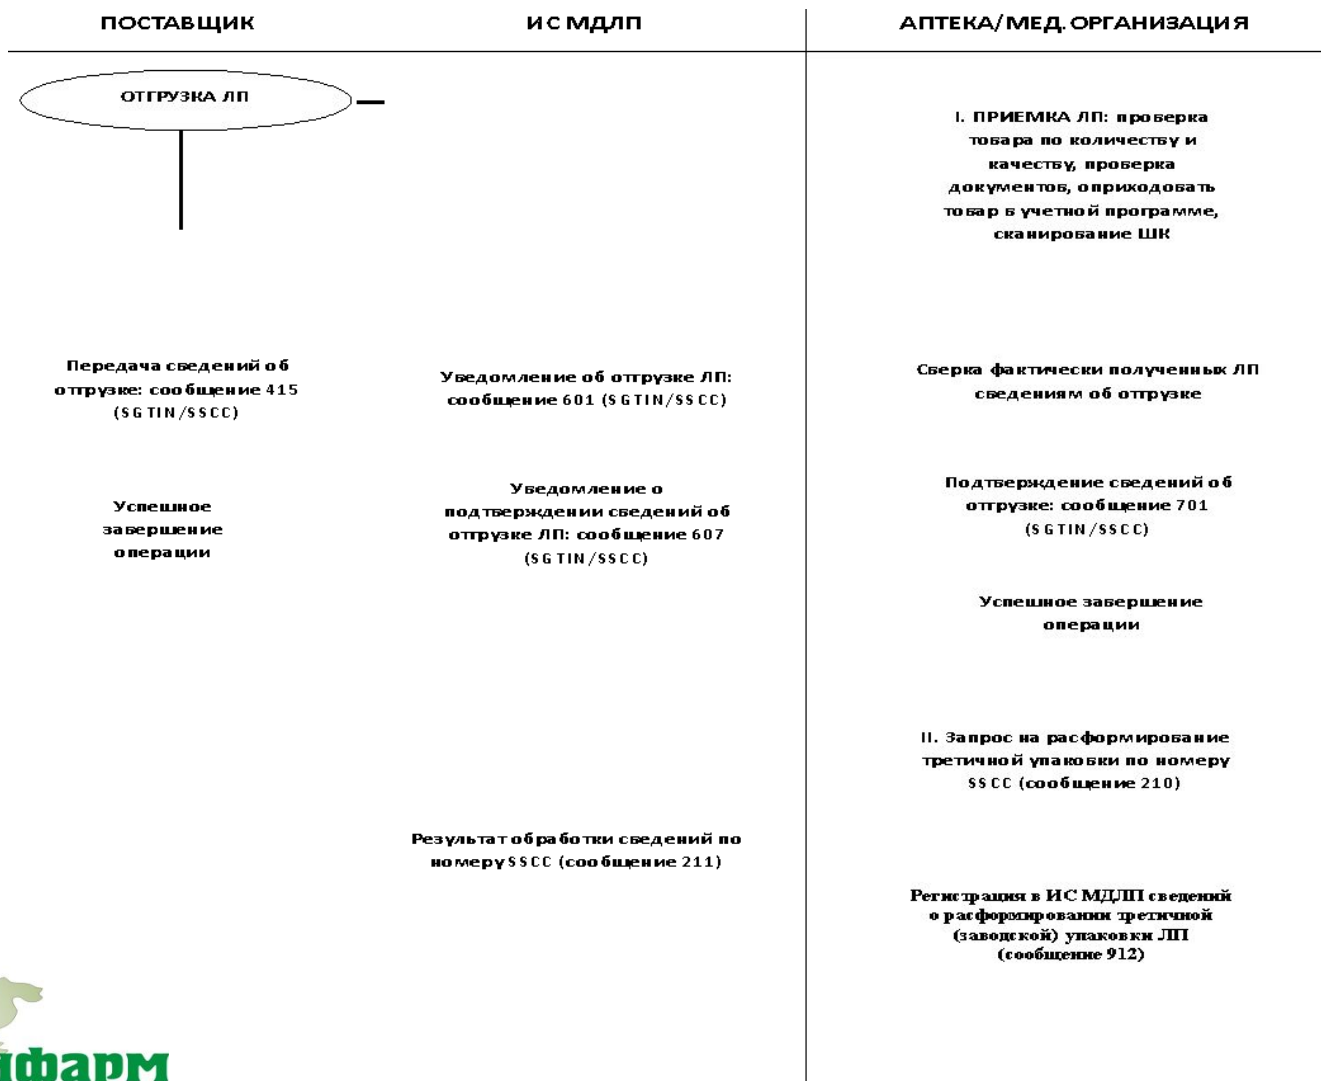 ПОСТАВЩИК
ИС МДЛП
АПТЕКА/МЕД. ОРГАНИЗАЦИЯ
ОТГРУЗКА ЛП
I. ПРИЕМКА ЛП: проверка
товара по количеству и
качеству, проверка
документов, оприходовать
товар в учетной программе,
сканирование ШК
Передача сведений об
отгрузке: сообщение 415
(SGTIN/SSCC)
Уведомление об отгрузке ЛП:
сообщение 601 (SGTIN/SSCC)
Сверка фактически полученных ЛП
сведениям об отгрузке
Успешное
завершение
операции
Уведомление о
подтверждении сведений об
отгрузке ЛП: сообщение 607
(SGTIN/SSCC)
Подтверждение сведений об
отгрузке: сообщение 701
(SGTIN/SSCC)
Успешное завершение
операции
II. Запрос на расформирование
третичной упаковки по номеру
SSCC (сообщение 210)
Результат обработки сведений по
номеру SSCC (сообщение 211)
Регистрация в ИС МДЛП сведений
о расформировании третичной
(заводской) упаковки ЛП
(сообщение 912)
фарм